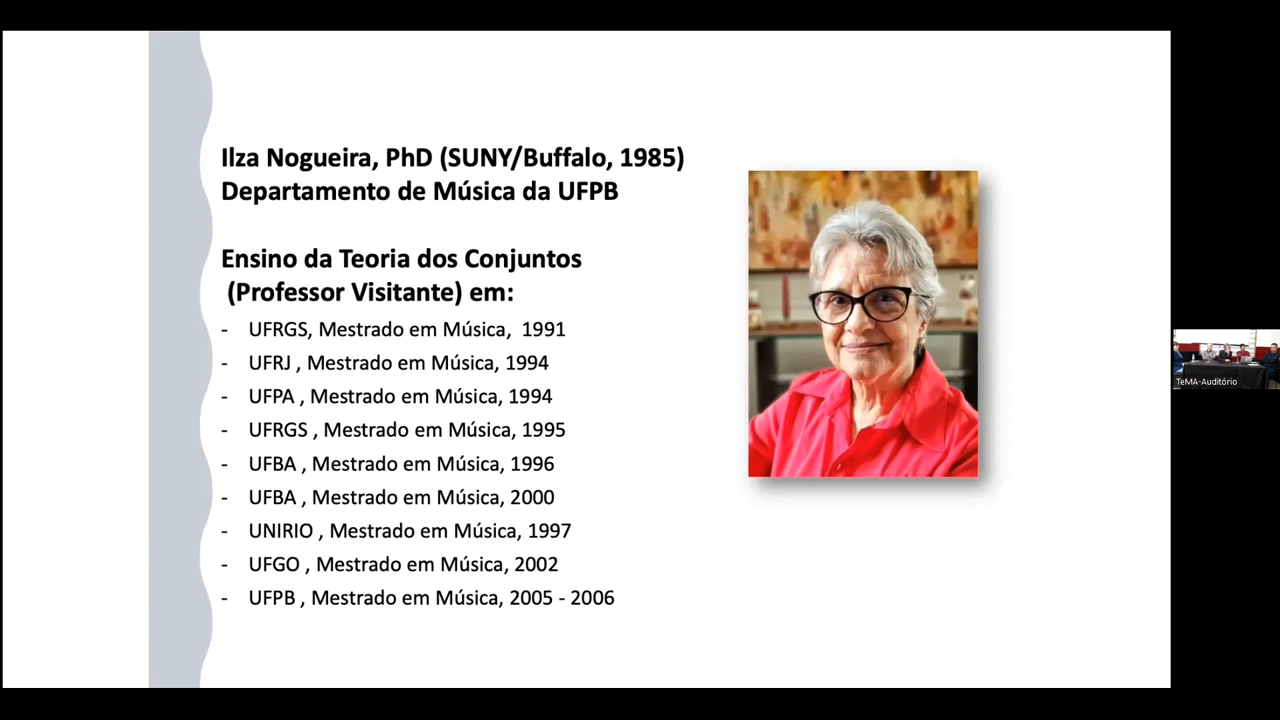 Ilza Nogueira, PhD (SUNY/Buffalo, 1985)
Departamento de Música da UFPB
Ensino da Teoria dos Conjuntos
(Professor Visitante) em:
- UFRGS, Mestrado em Música, 1991
- UFRJ , Mestrado em Música, 1994
- UFPA , Mestrado em Música, 1994
- UFRGS , Mestrado em Música, 1995
- UFBA , Mestrado em Música, 1996
- UFBA , Mestrado em Música, 2000
- UNIRIO , Mestrado em Música, 1997
- UFGO , Mestrado em Música, 2002
- UFPB , Mestrado em Música, 2005 - 2006
TeMA-Auditório